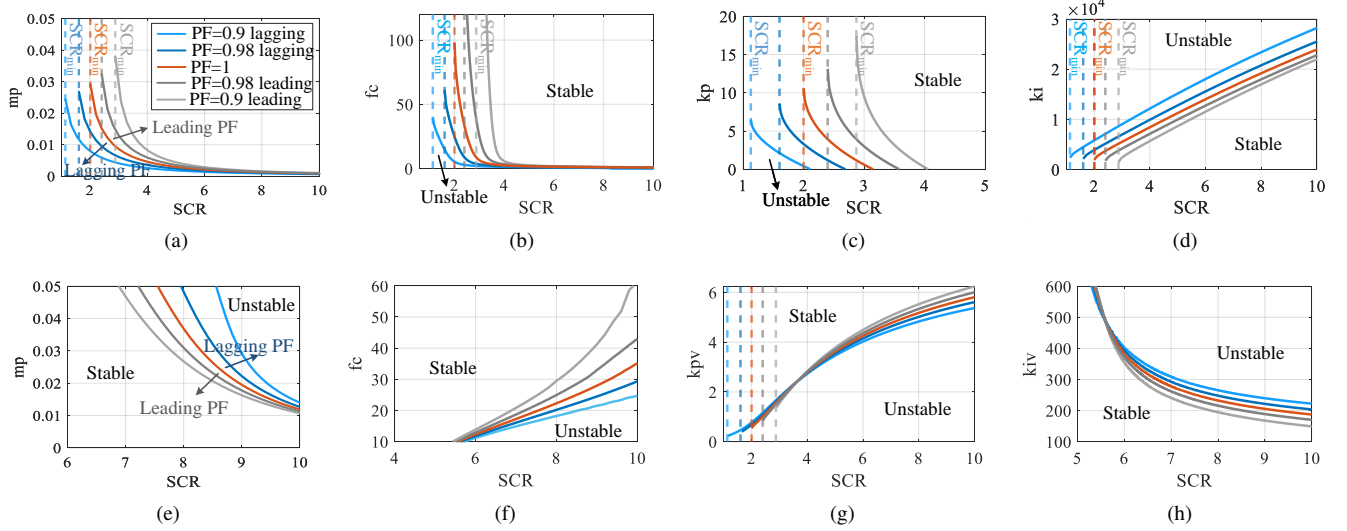 0.05
0.04
0.03
0.02
0.01
0
mp
SCRmin
SCRmin
SCRmin
PF=0.9 lagging
PF=0.98 lagging
PF=1
PF=0.98 leading
PF=0.9 leading
Leading PF
Lagging PF
2 4 6 8 10
SCR
(a)
100
50
0
fc
SCRmin
SCRmin
Stable
Unstable
2 4 6 8 10
SCR
(b)
20
15
10
5
0
kp
SCRmin
SCRmin
SCRmin
Stable
Unstable
1 2 3 4 5
SCR
(c)
×10⁴
3
2
1
0
ki
SCRmin
SCRmin
SCRmin
Unstable
Stable
2 4 6 8 10
SCR
(d)
0.05
0.04
0.03
0.02
0.01
0
mp
Unstable
Lagging PF
Stable
Leading PF
6 7 8 9 10
SCR
(e)
60
50
40
30
20
10
fc
Stable
Unstable
4 6 8 10
SCR
(f)
6
4
2
0
kpv
Stable
Unstable
2 4 6 8 10
SCR
(g)
600
500
400
300
200
100
kiv
Unstable
Stable
5 6 7 8 9 10
SCR
(h)